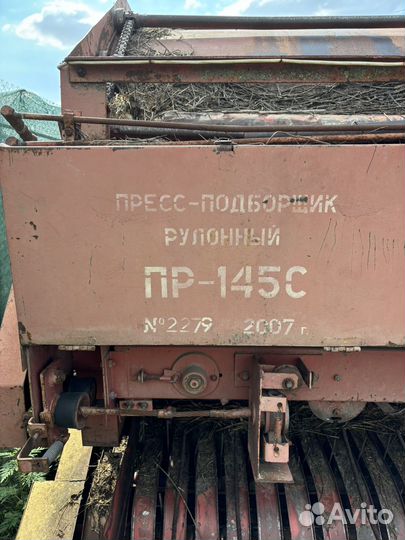 ПРЕСС-ПОДБОРЩИК
РУЛОННЫЙ
ПР-145С
№2279 2007 г.
Avito